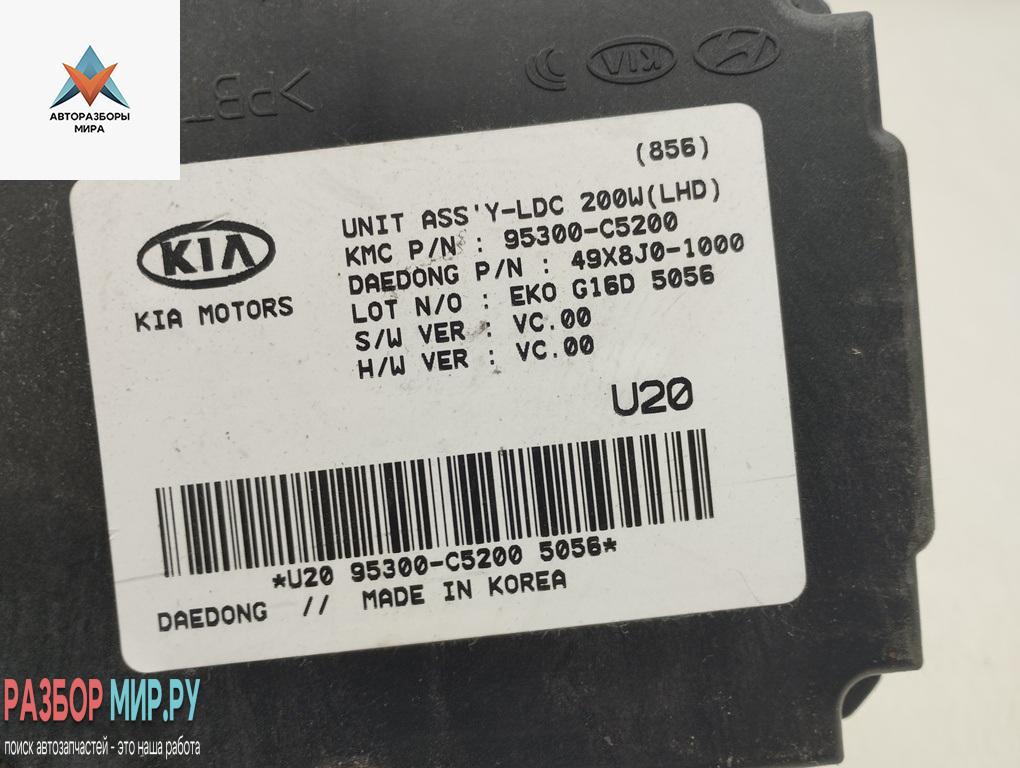 АВТОРАЗБОРЫ
МИРА
KIA
>PBT
(856)
KIA
KIA MOTORS
UNIT ASS'Y-LDC 200W(LHD)
KMC P/N : 95300-C5200
DAEDONG P/N : 49X8J0-1000
LOT N/O : EKO G16D 5056
S/W VER : VC.00
H/W VER : VC.00
U20
*U20 95300-C5200 5056*
DAEDONG // MADE IN KOREA
РАЗБОР МИР.РУ
поиск автозапчастей - это наша работа